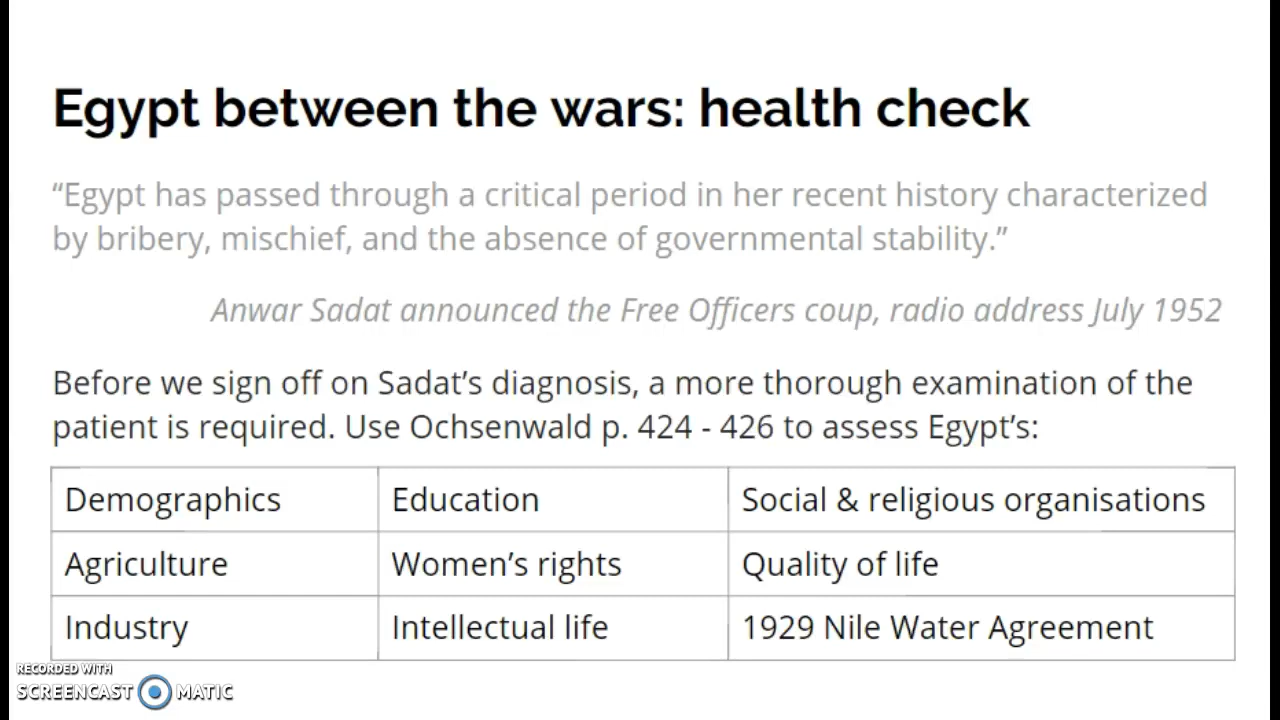 Egypt between the wars: health check
“Egypt has passed through a critical period in her recent history characterized
by bribery, mischief, and the absence of governmental stability.”
Anwar Sadat announced the Free Officers coup, radio address July 1952
Before we sign off on Sadat’s diagnosis, a more thorough examination of the
patient is required. Use Ochsenwald p. 424 - 426 to assess Egypt’s:
Demographics Education Social & religious organisations
Agriculture Women’s rights Quality of life
Industry Intellectual life 1929 Nile Water Agreement
RECORDED WITH
SCREENCAST MATIC